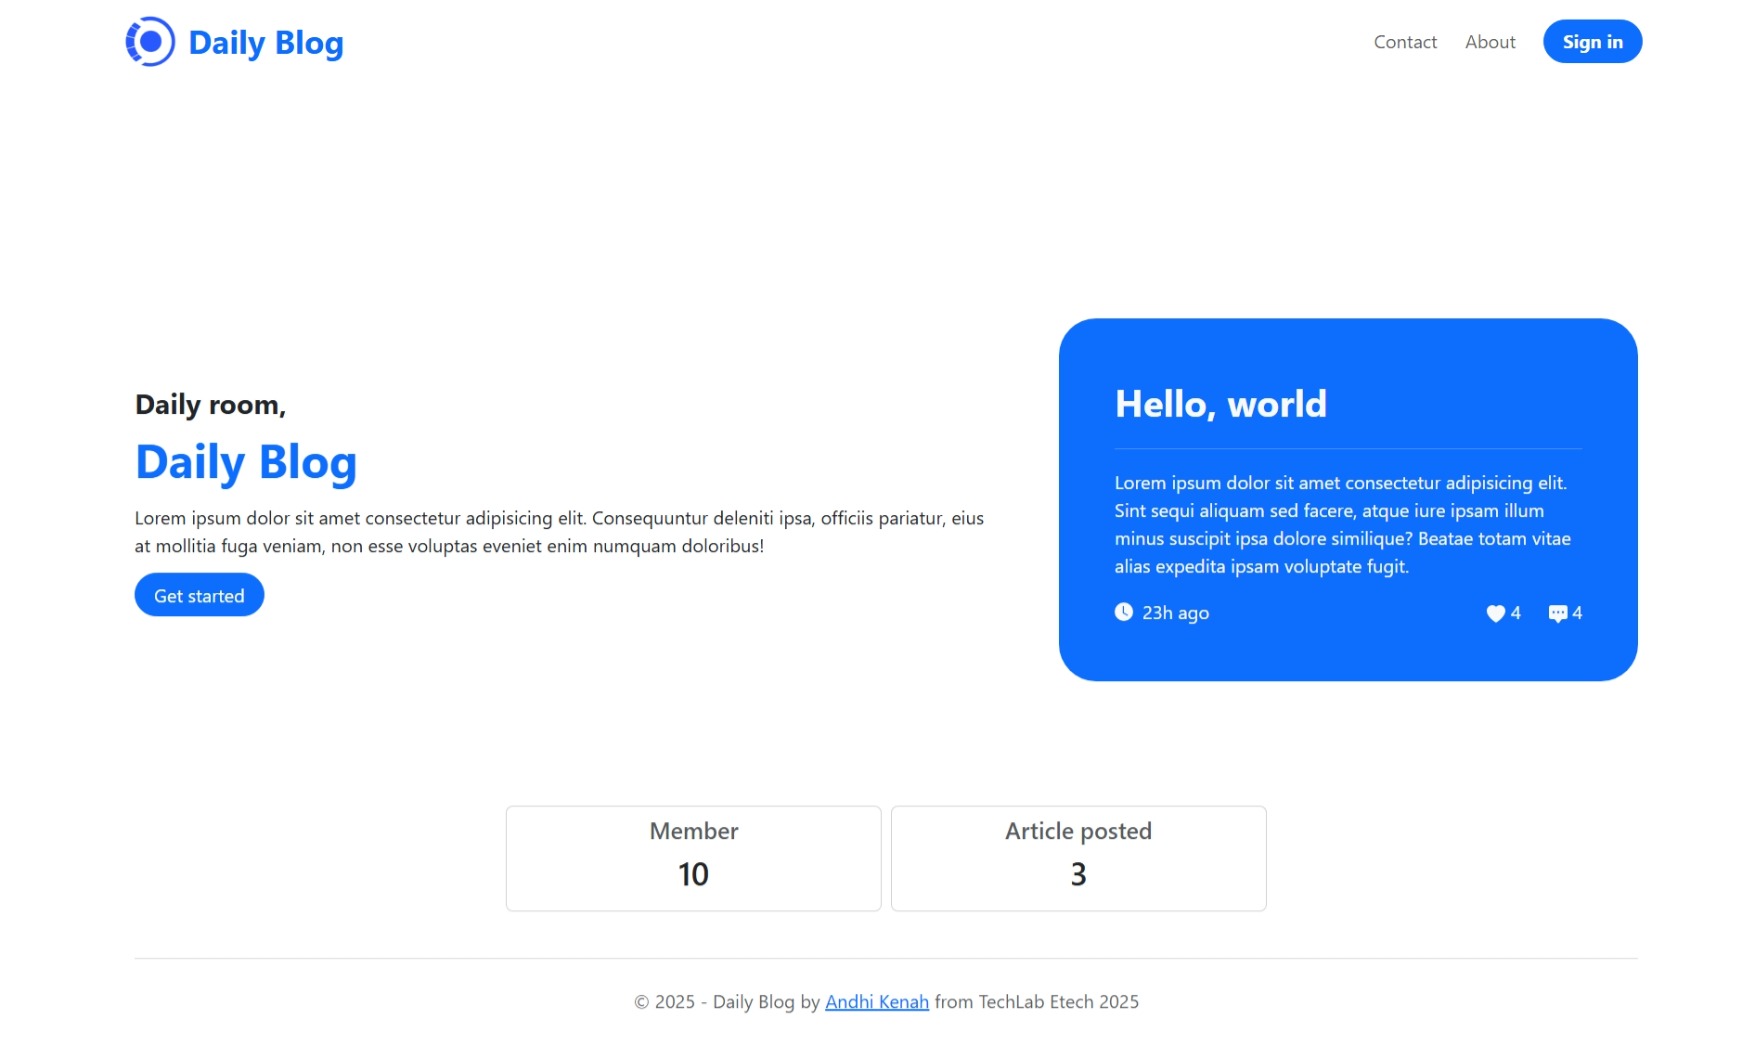 Daily Blog
Contact
About
Sign in
Daily room,
Daily Blog
Lorem ipsum dolor sit amet consectetur adipisicing elit. Consequuntur deleniti ipsa, officiis pariatur, eius
at mollitia fuga veniam, non esse voluptas eveniet enim numquam doloribus!
Get started
Hello, world
Lorem ipsum dolor sit amet consectetur adipisicing elit.
Sint sequi aliquam sed facere, atque iure ipsam illum
minus suscipit ipsa dolore similique? Beatae totam vitae
alias expedita ipsam voluptate fugit.
23h ago
4
4
Member
10
Article posted
3
© 2025 - Daily Blog by Andhi Kenah from TechLab Etech 2025